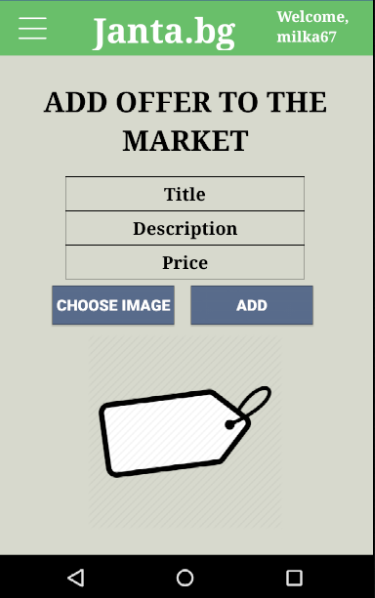 Janta.bg
Welcome,
milka67
ADD OFFER TO THE
MARKET
Title
Description
Price
CHOOSE IMAGE
ADD